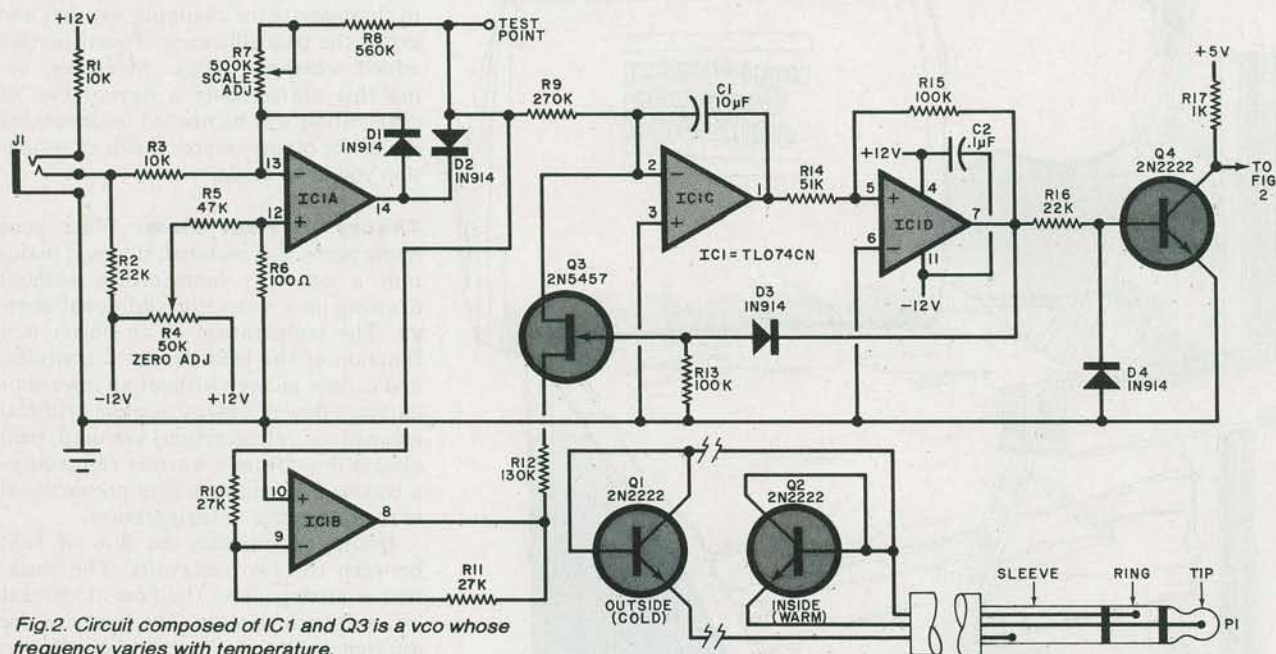 +12V
R1
10K
J1
R3
10K
R2
22K
R4
50K
ZERO ADJ
-12V
+12V
R5
47K
R6
100Ω
R7
500K
SCALE
ADJ
R8
560K
TEST
POINT
D1
1N914
D2
1N914
13
12
14
IC1A
R9
270K
C1
10µF
2
3
1
IC1C
IC1=TL074CN
R14
51K
R15
100K
+12V
C2
.1µF
5
4
6
7
11
IC1D
-12V
R16
22K
Q4
2N2222
+5V
R17
1K
TO
FIG
2
Q3
2N5457
D3
1N914
R13
100K
D4
1N914
R10
27K
10
9
8
IC1B
R11
27K
R12
130K
Q1
2N2222
OUTSIDE
(COLD)
Q2
2N2222
INSIDE
(WARM)
SLEEVE
RING
TIP
P1
Fig.2. Circuit composed of IC1 and Q3 is a vco whose
frequency varies with temperature.